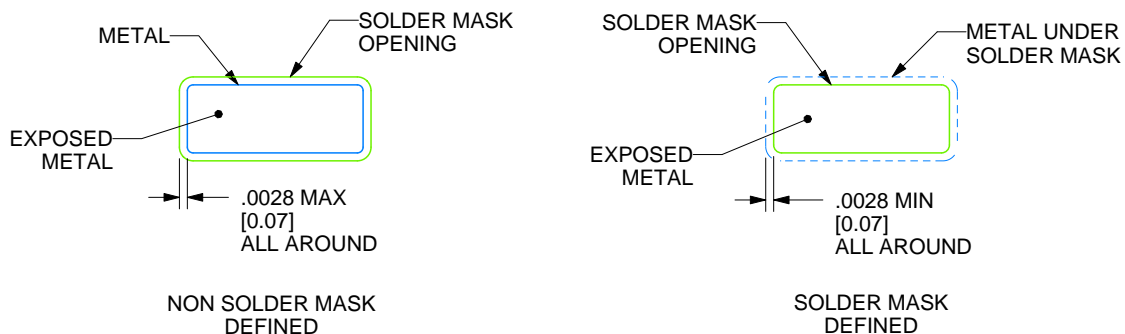 METAL
SOLDER MASK
OPENING
EXPOSED
METAL
.0028 MAX
[0.07]
ALL AROUND
NON SOLDER MASK
DEFINED
SOLDER MASK
OPENING
METAL UNDER
SOLDER MASK
EXPOSED
METAL
.0028 MIN
[0.07]
ALL AROUND
SOLDER MASK
DEFINED